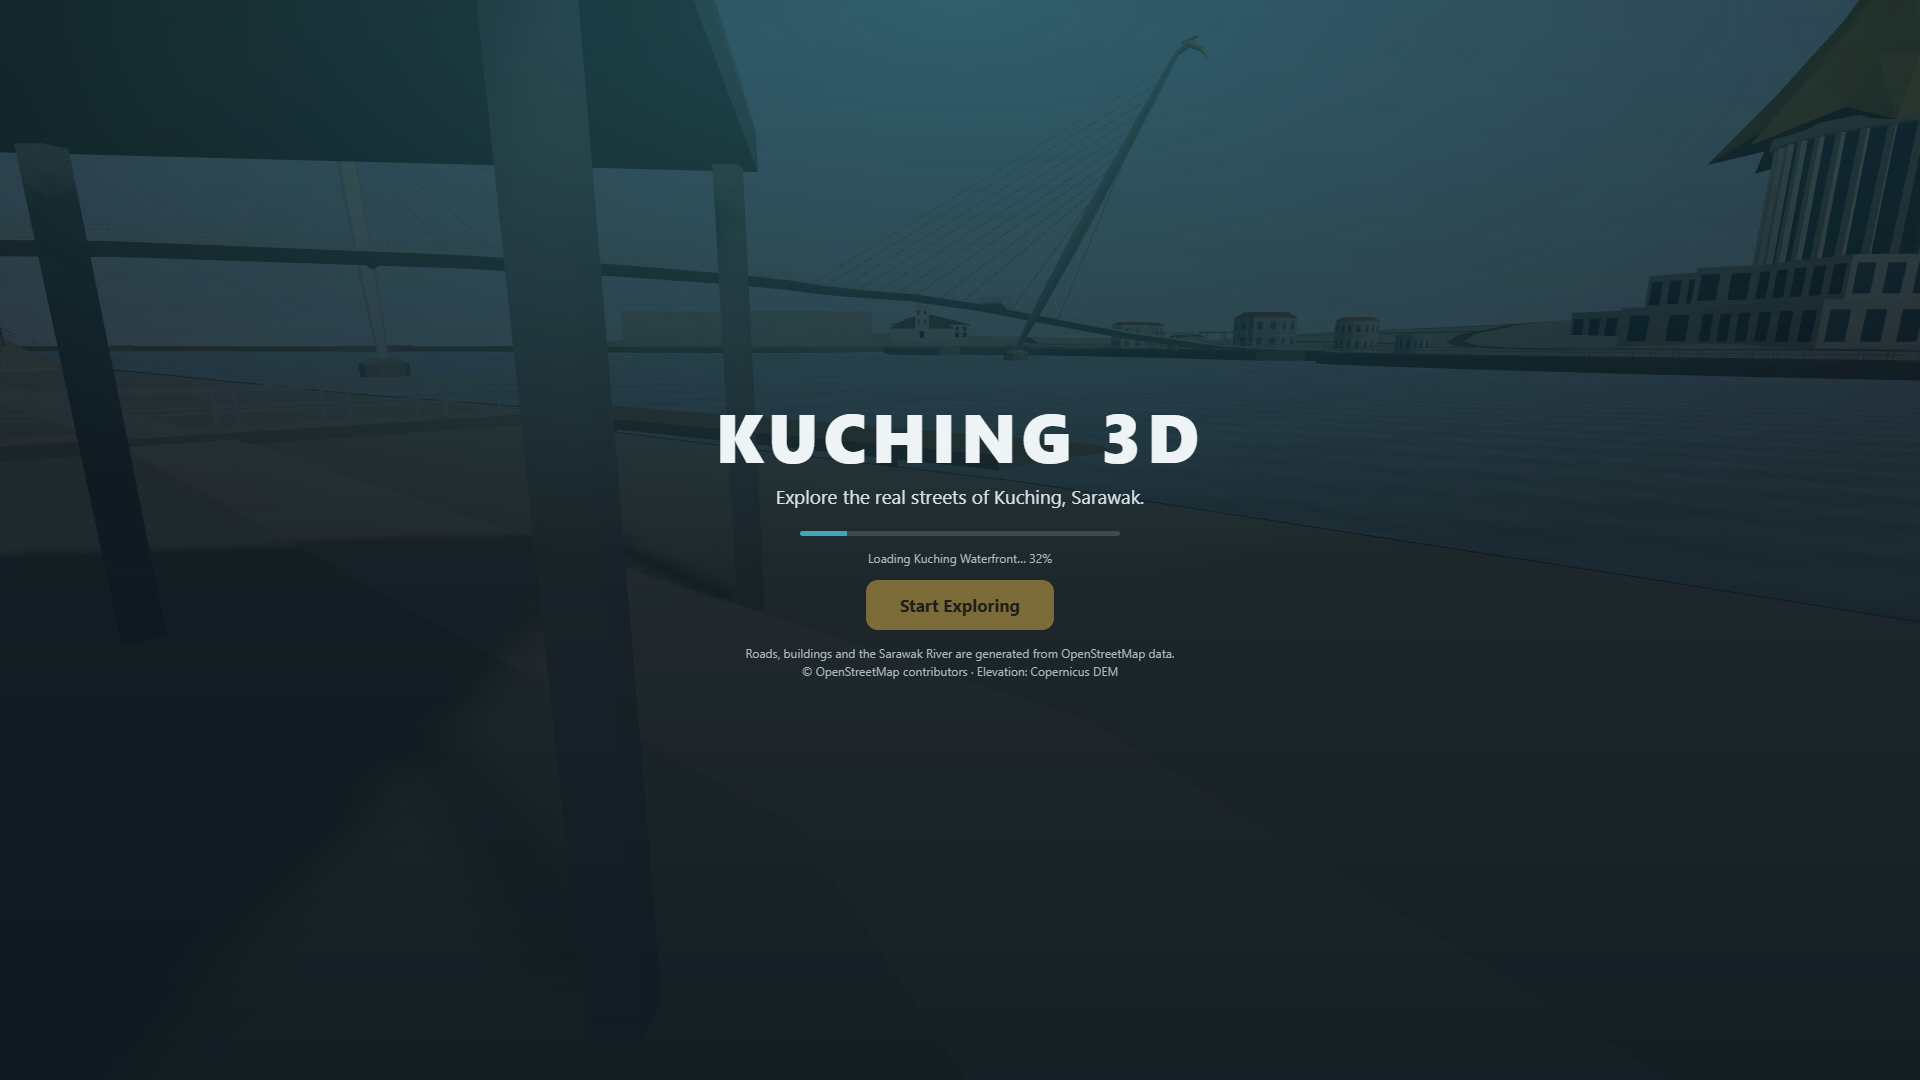 KUCHING 3D
Explore the real streets of Kuching, Sarawak.
Loading Kuching Waterfront... 32%
Start Exploring
Roads, buildings and the Sarawak River are generated from OpenStreetMap data.
© OpenStreetMap contributors · Elevation: Copernicus DEM